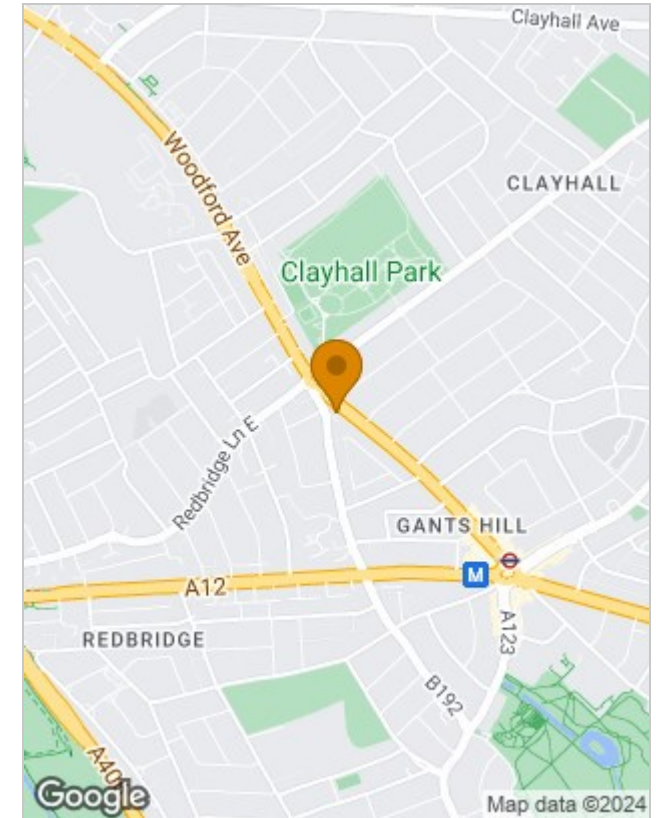 Clayhall Ave
Woodford Ave
CLAYHALL
Clayhall Park
Redbridge Ln E
GANTS HILL
M
A12
A123
REDBRIDGE
B192
A40
Google
Map data ©2024